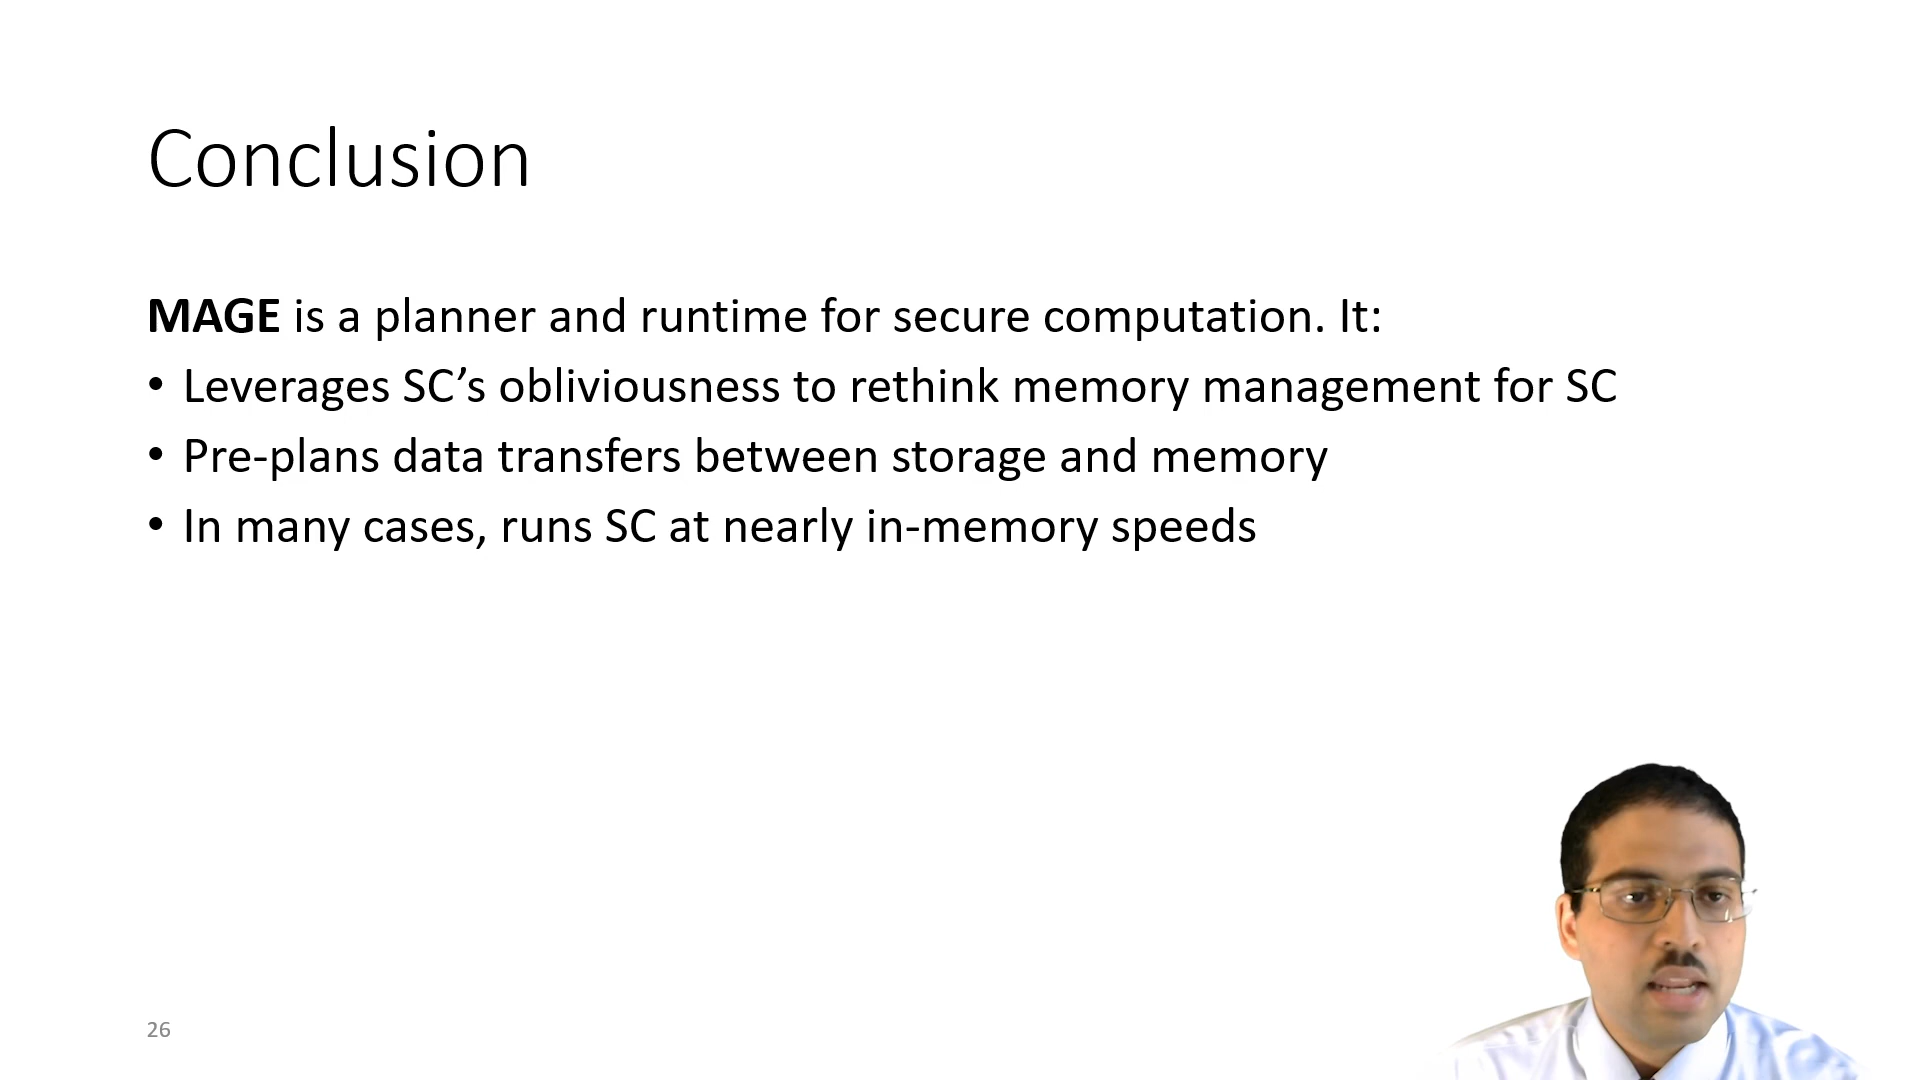 Conclusion
MAGE is a planner and runtime for secure computation. It:
• Leverages SC’s obliviousness to rethink memory management for SC
• Pre-plans data transfers between storage and memory
• In many cases, runs SC at nearly in-memory speeds
26